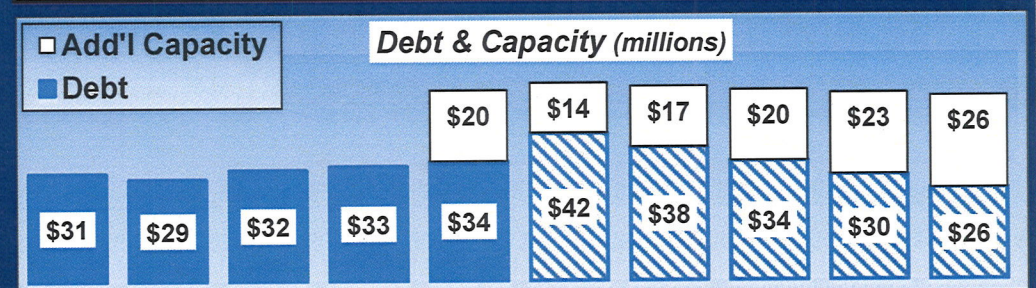 Add'l Capacity
Debt
Debt & Capacity (millions)
$20 $14 $17 $20 $23 $26
$31 $29 $32 $33 $34 $42 $38 $34 $30 $26